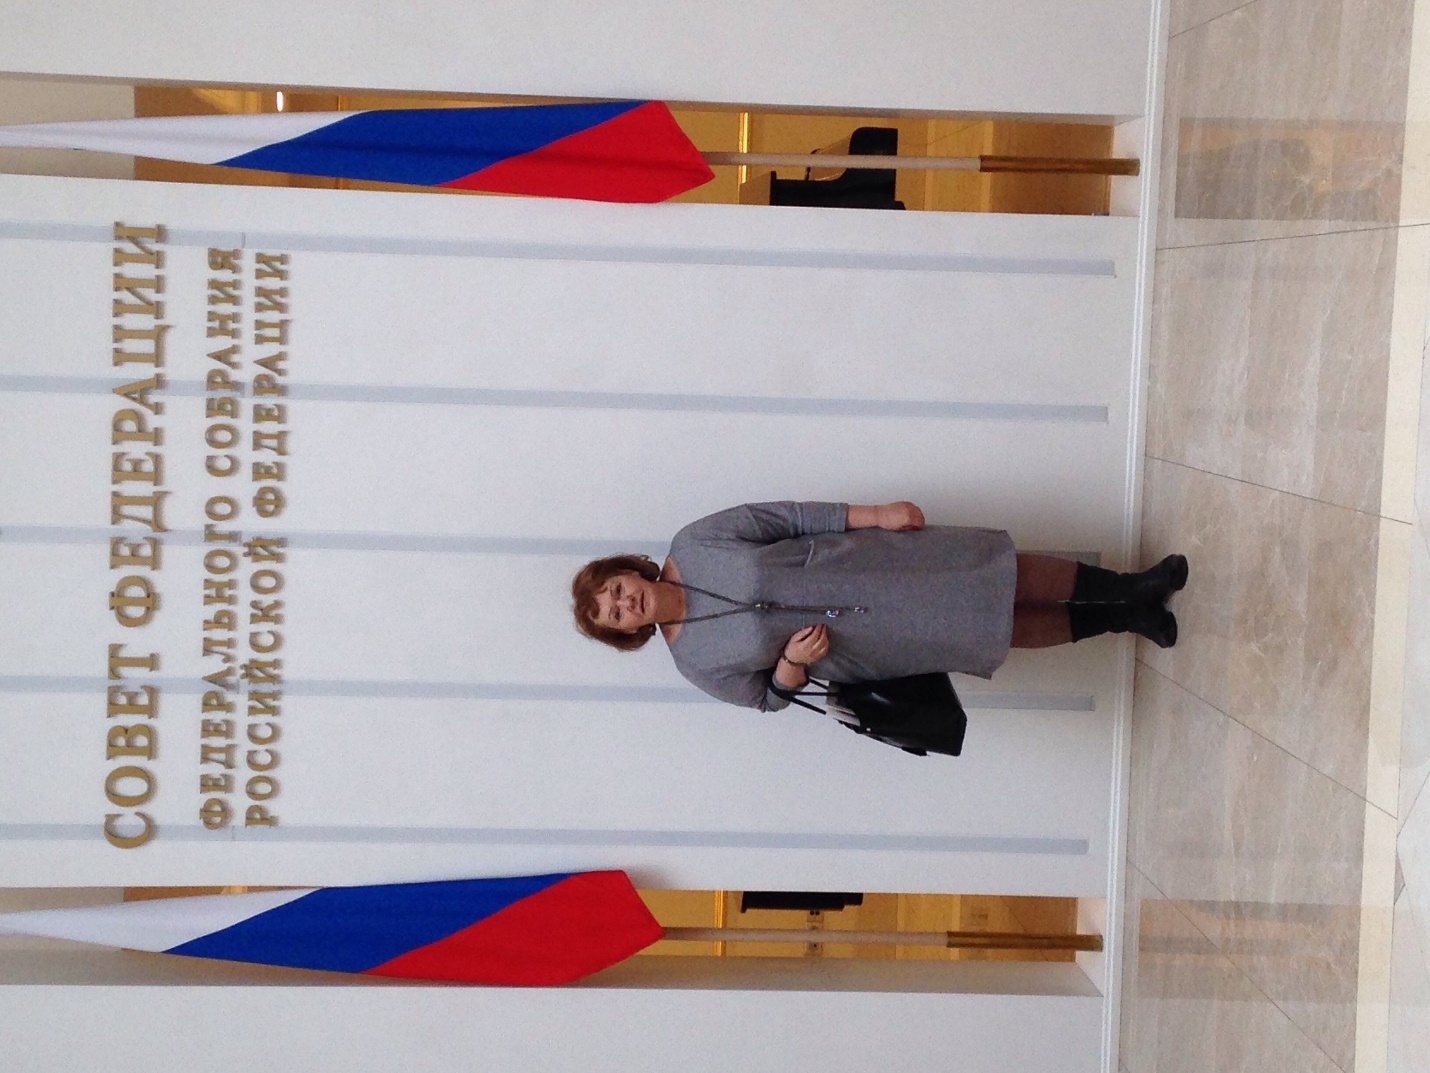 СОВЕТ ФЕДЕРАЦИИ
ФЕДЕРАЛЬНОГО СОБРАНИЯ
РОССИЙСКОЙ ФЕДЕРАЦИИ